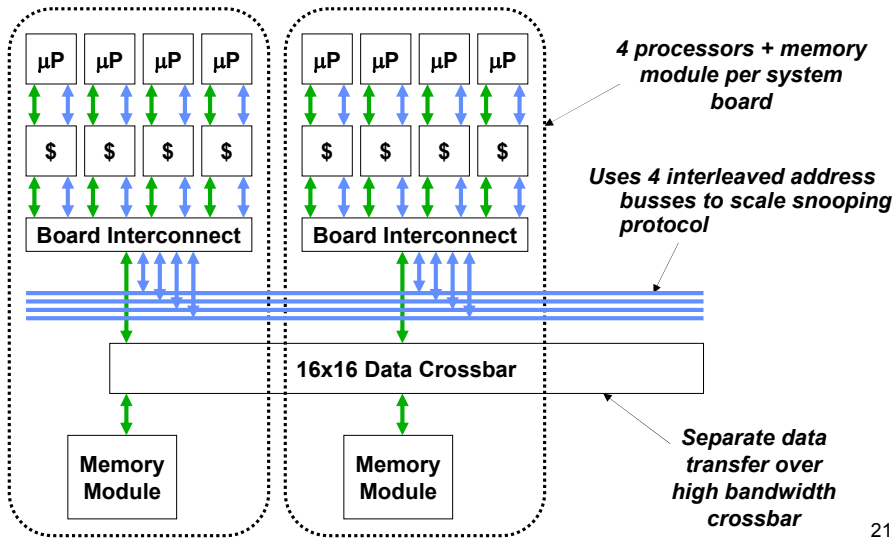 μP μP μP μP
μP μP μP μP
4 processors + memory
module per system
board
$ $ $ $
$ $ $ $
Uses 4 interleaved address
busses to scale snooping
protocol
Board Interconnect
Board Interconnect
16x16 Data Crossbar
Memory
Module
Memory
Module
Separate data
transfer over
high bandwidth
crossbar
21